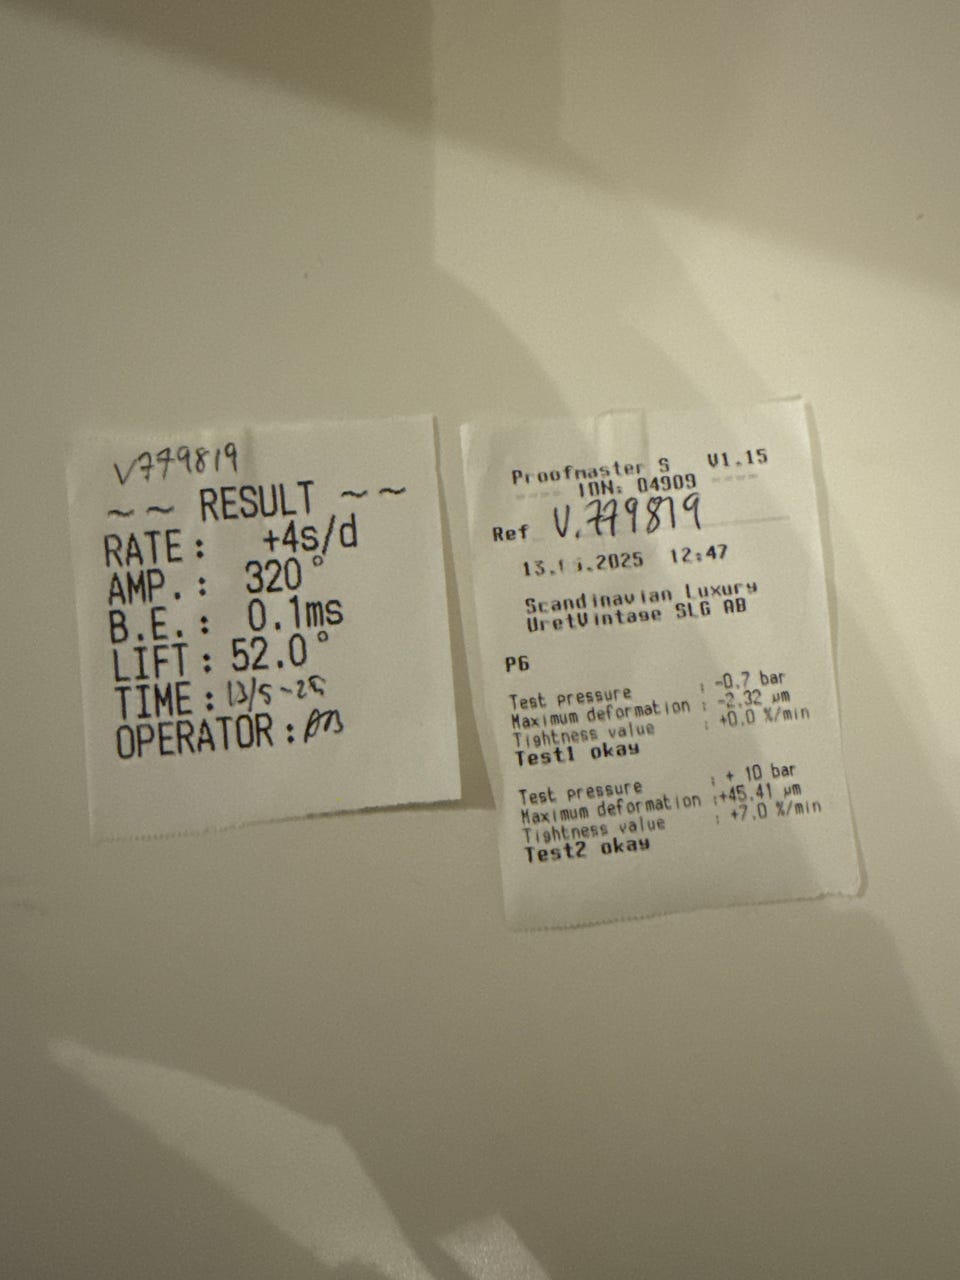 V779819
~~ RESULT ~~
RATE: +4s/d
AMP.: 320°
B.E.: 0.1ms
LIFT: 52.0°
TIME: 13/5-25
OPERATOR:
Proofmaster S V1.15
---- IDN: 04909 ----
Ref V.779819
12:47
Scandinavian Luxury
UretVintage SLG AB
P6
Test pressure : -0.7 bar
Maximum deformation : -2.32 µm
Tightness value : +0.0 %/min
Test1 okay
Test pressure : + 10 bar
Maximum deformation :+45.41 µm
Tightness value : +7.0 %/min
Test2 okay